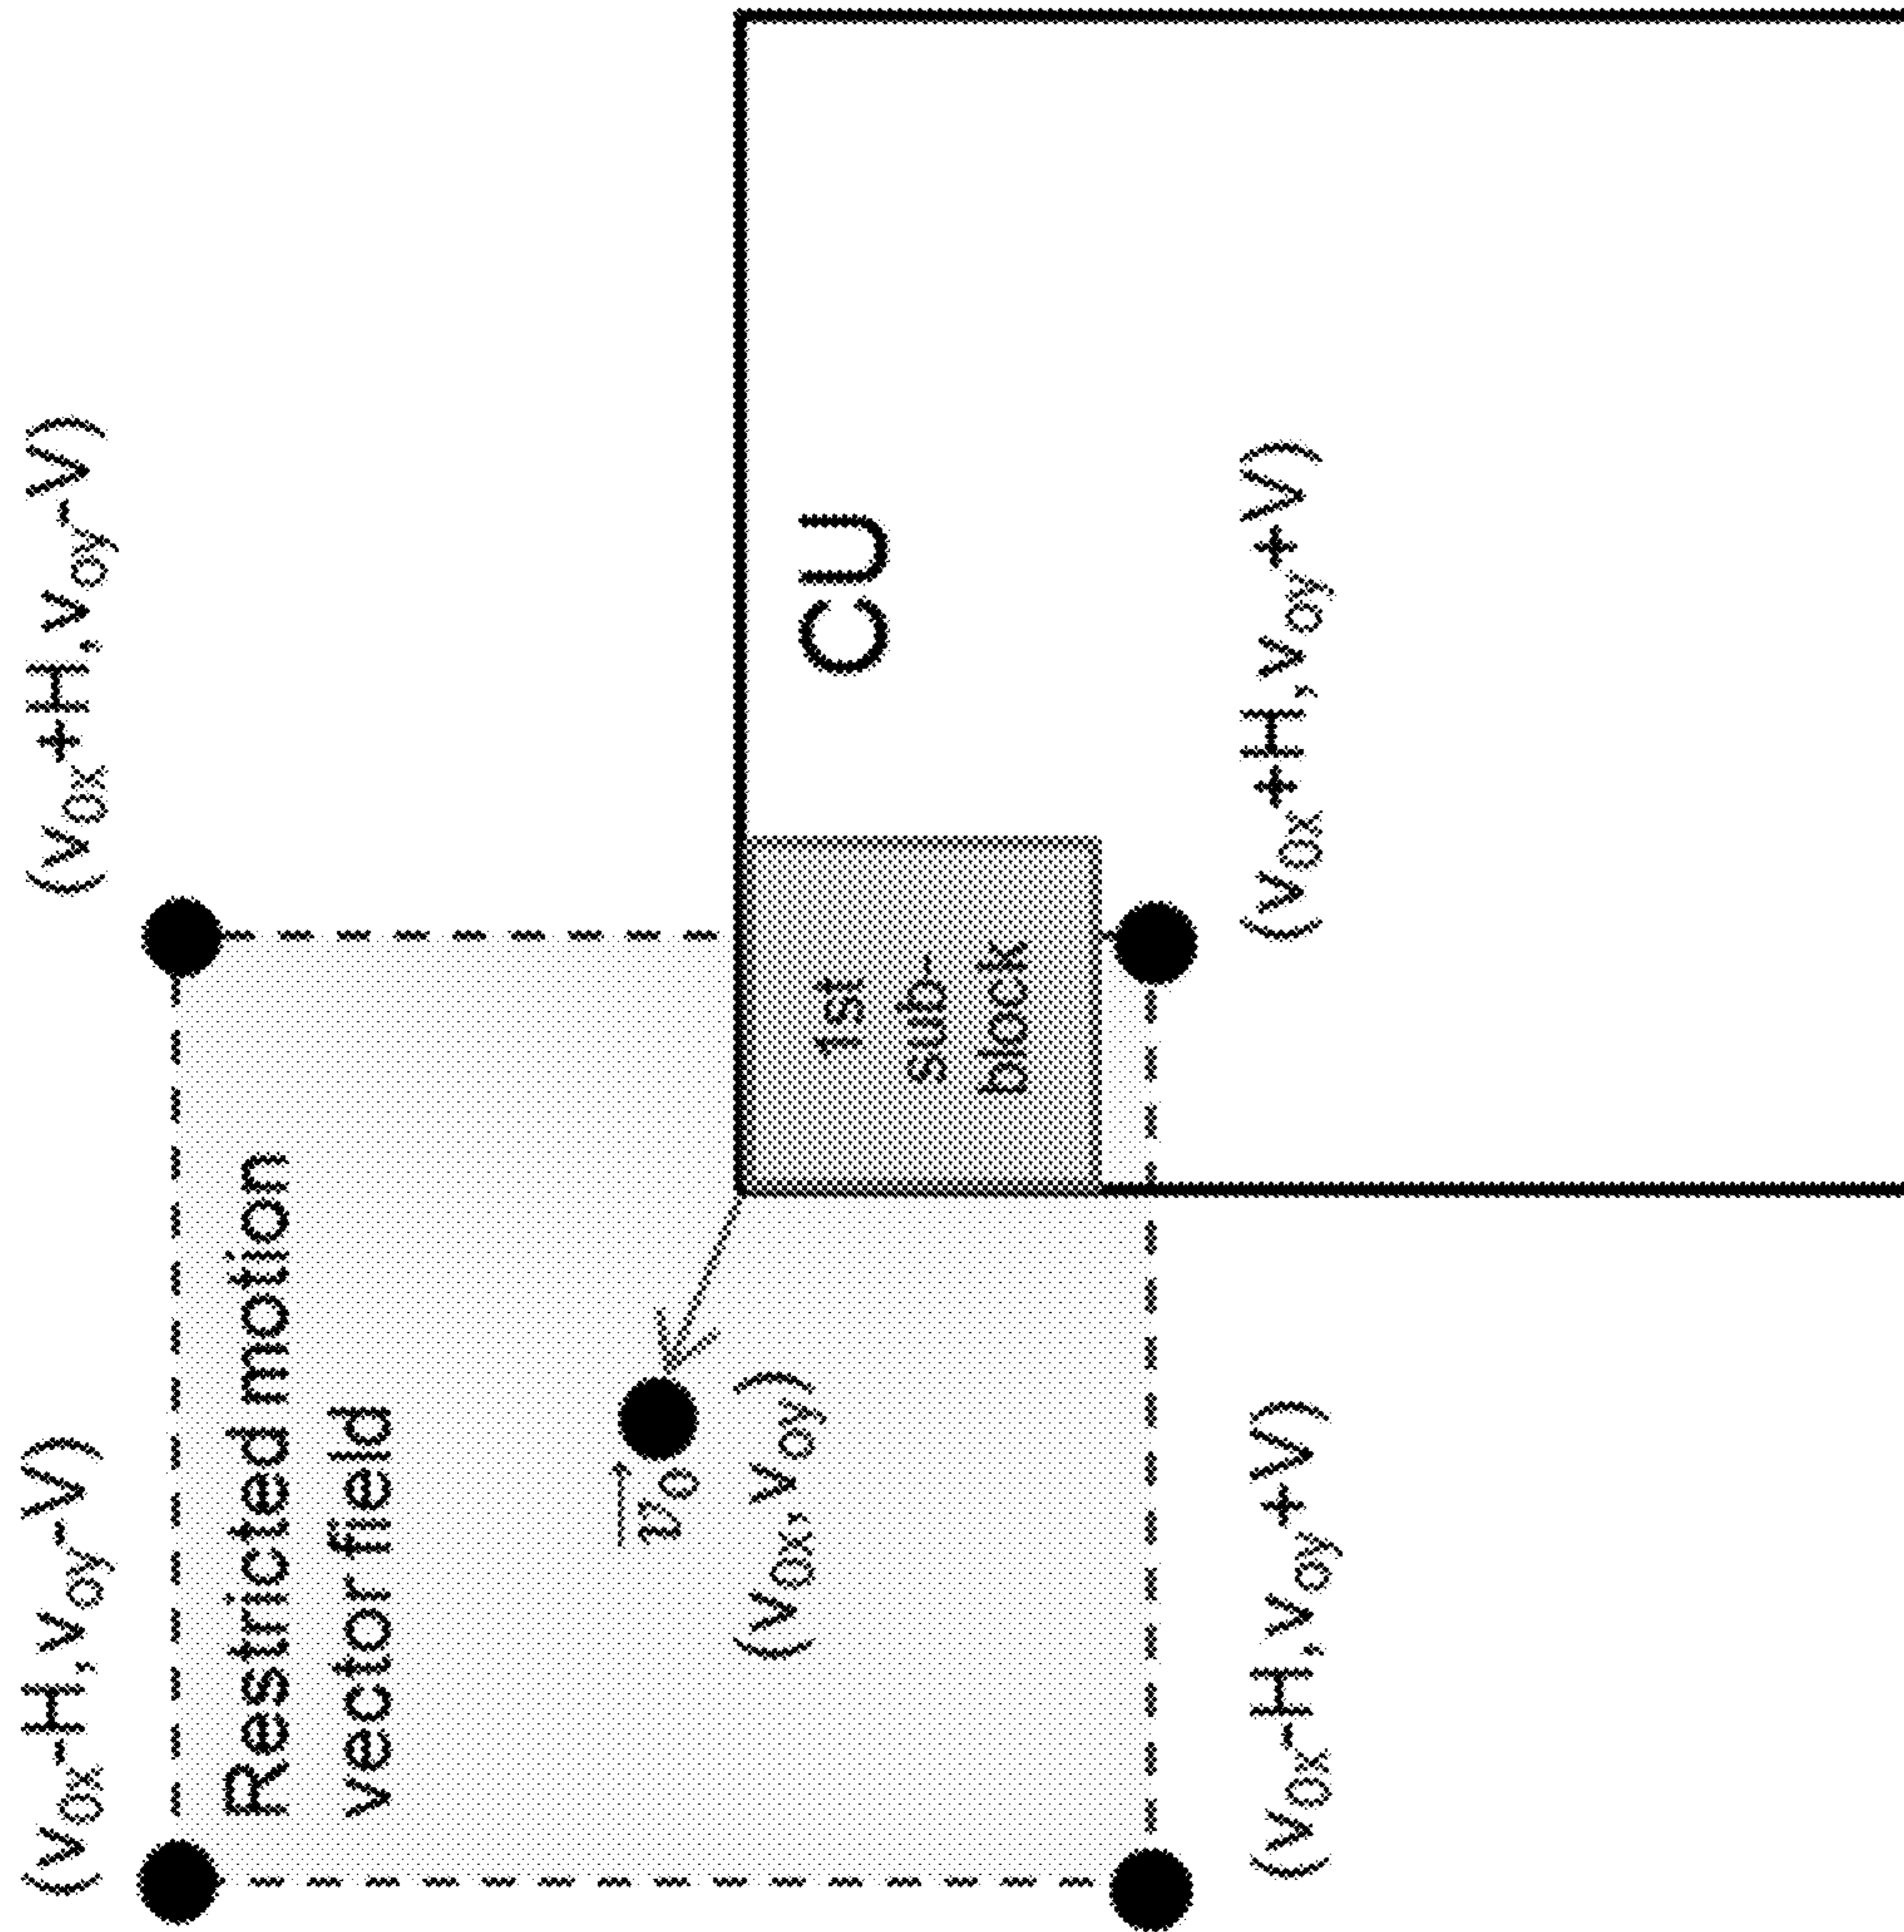 (v0x-H,v0y-V)
(v0x+H,v0y-V)
Restricted motion
vector field
v0
(v0x, v0y)
CU
1st
sub-
block
(v0x-H,v0y+V)
(v0x+H,v0y+V)